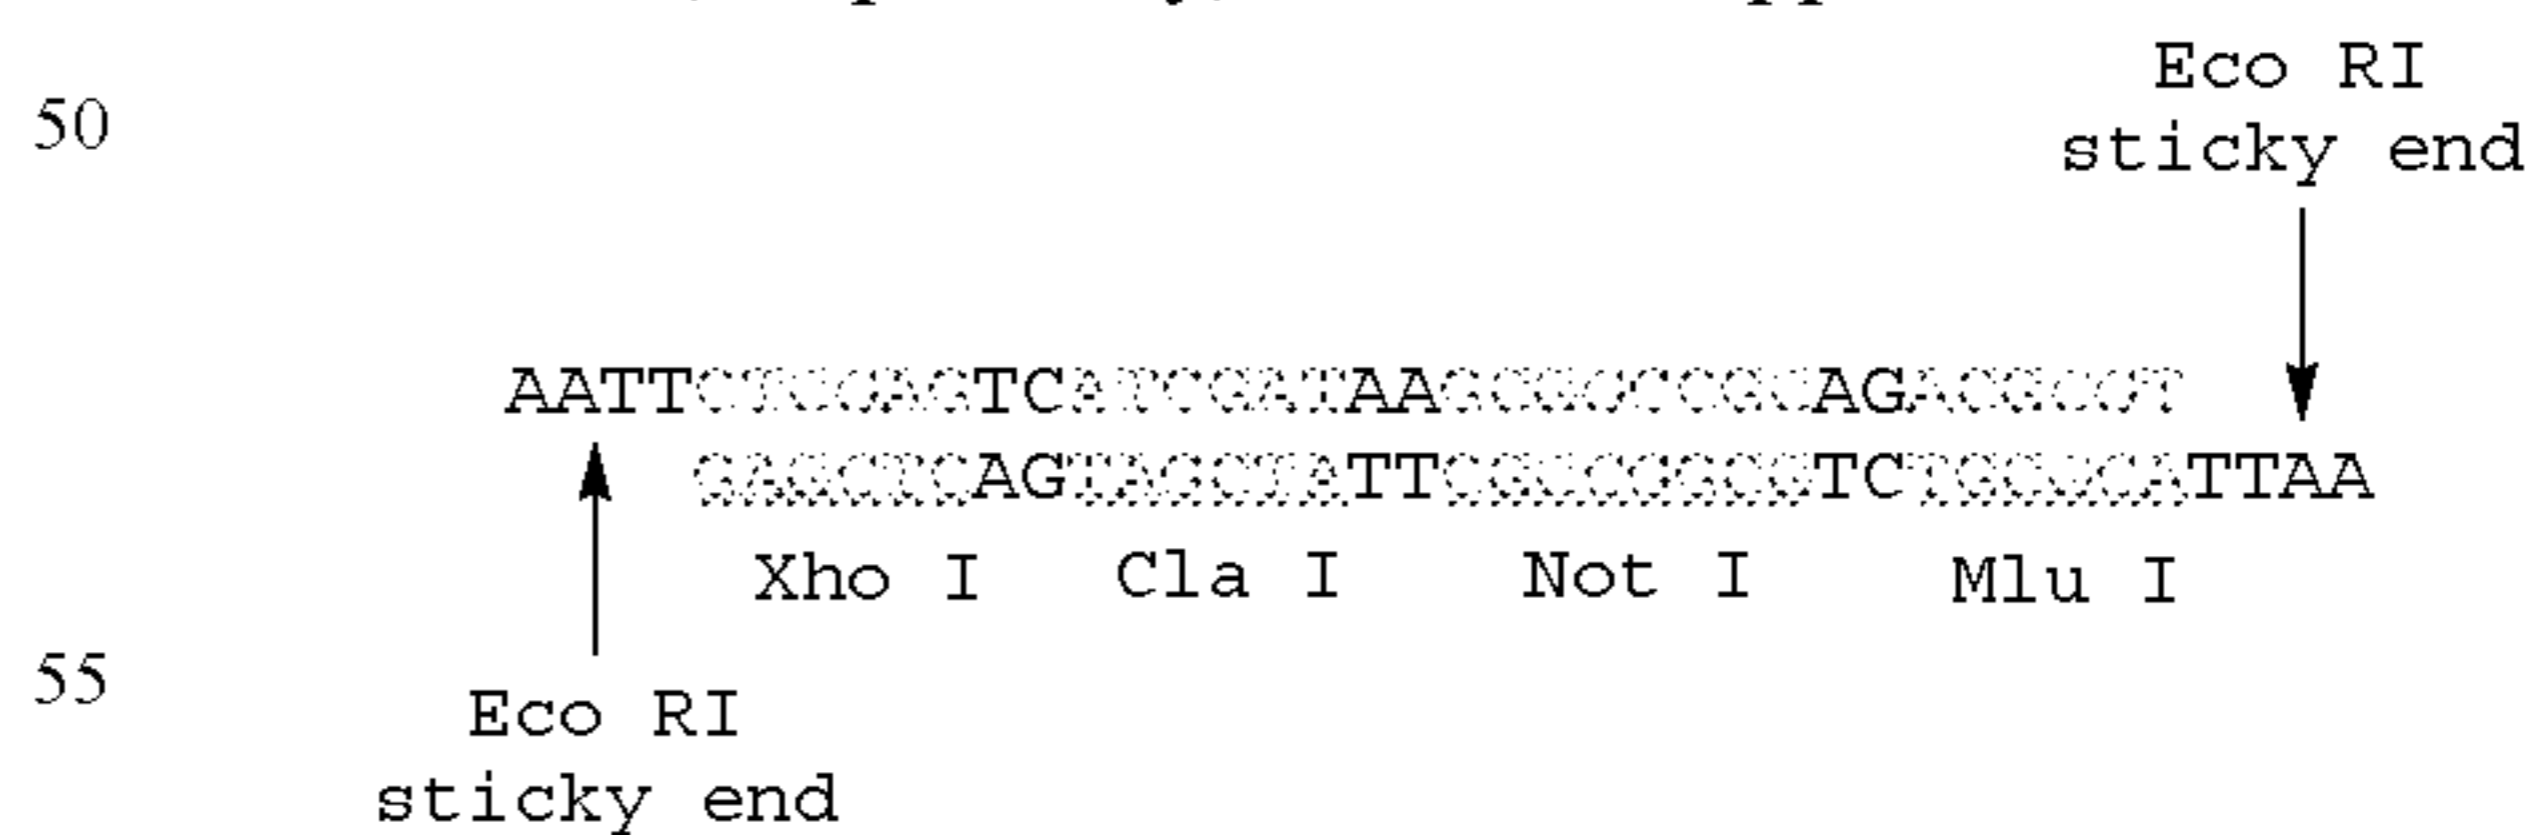 Eco RI
50
sticky end
AATTCTCGAGTCATCGATAAGCGGCCGCAGACGCGT
GAGCTCAGTAGCTATTCGCCGGCGTCTGCGCATTAA
Xho I Cla I Not I Mlu I
55
Eco RI
sticky end